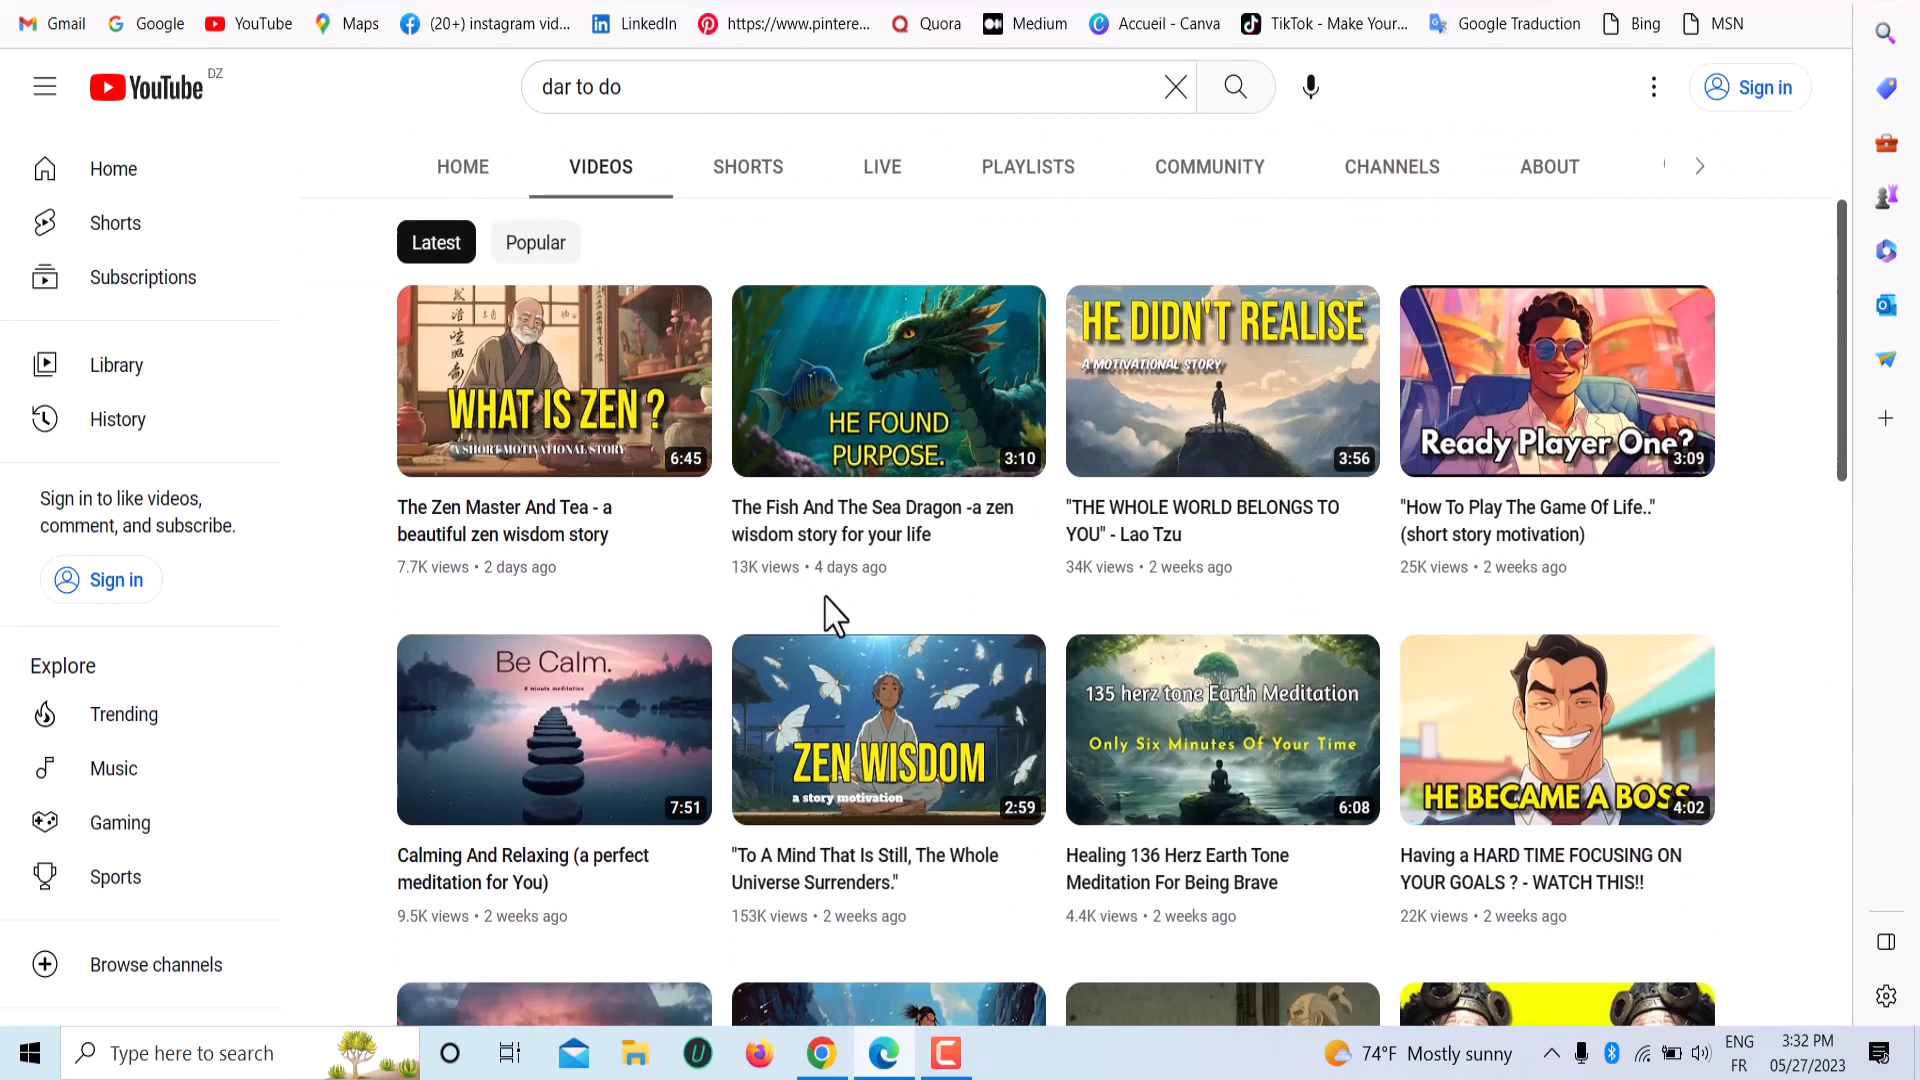 Gmail Google YouTube Maps (20+) instagram vid... LinkedIn https://www.pintere... Quora Medium Accueil - Canva TikTok - Make Your... Google Traduction Bing MSN
YouTube DZ
dar to do
Sign in
HOME VIDEOS SHORTS LIVE PLAYLISTS COMMUNITY CHANNELS ABOUT
Home
Shorts
Subscriptions
Library
History
Sign in to like videos,
comment, and subscribe.
Sign in
Explore
Trending
Music
Gaming
Sports
Browse channels
Latest Popular
WHAT IS ZEN ?
A SHORT MOTIVATIONAL STORY
6:45
HE FOUND
PURPOSE.
3:10
HE DIDN'T REALISE
A MOTIVATIONAL STORY
3:56
Ready Player One?
3:09
The Zen Master And Tea - a
beautiful zen wisdom story
7.7K views • 2 days ago
The Fish And The Sea Dragon -a zen
wisdom story for your life
13K views • 4 days ago
"THE WHOLE WORLD BELONGS TO
YOU" - Lao Tzu
34K views • 2 weeks ago
"How To Play The Game Of Life.."
(short story motivation)
25K views • 2 weeks ago
Be Calm.
6 minute meditation
7:51
ZEN WISDOM
a story motivation
2:59
135 herz tone Earth Meditation
Only Six Minutes Of Your Time
6:08
HE BECAME A BOSS
4:02
Calming And Relaxing (a perfect
meditation for You)
9.5K views • 2 weeks ago
"To A Mind That Is Still, The Whole
Universe Surrenders."
153K views • 2 weeks ago
Healing 136 Herz Earth Tone
Meditation For Being Brave
4.4K views • 2 weeks ago
Having a HARD TIME FOCUSING ON
YOUR GOALS ? - WATCH THIS!!
22K views • 2 weeks ago
Type here to search
74°F Mostly sunny
ENG
FR
3:32 PM
05/27/2023